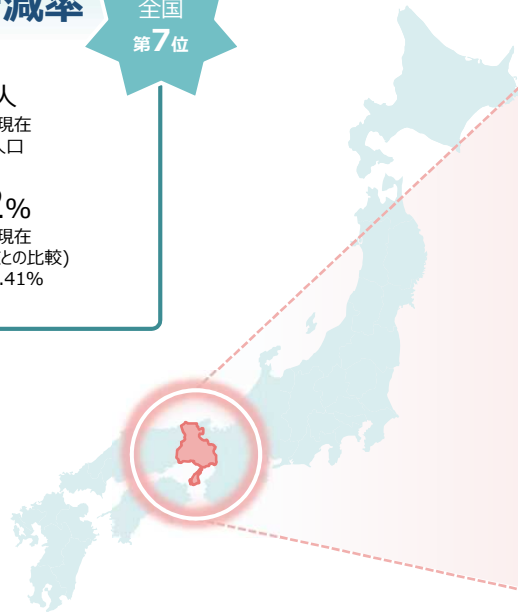 減率
全国
第7位
人
現在
人口
%
現在
との比較)
.41%